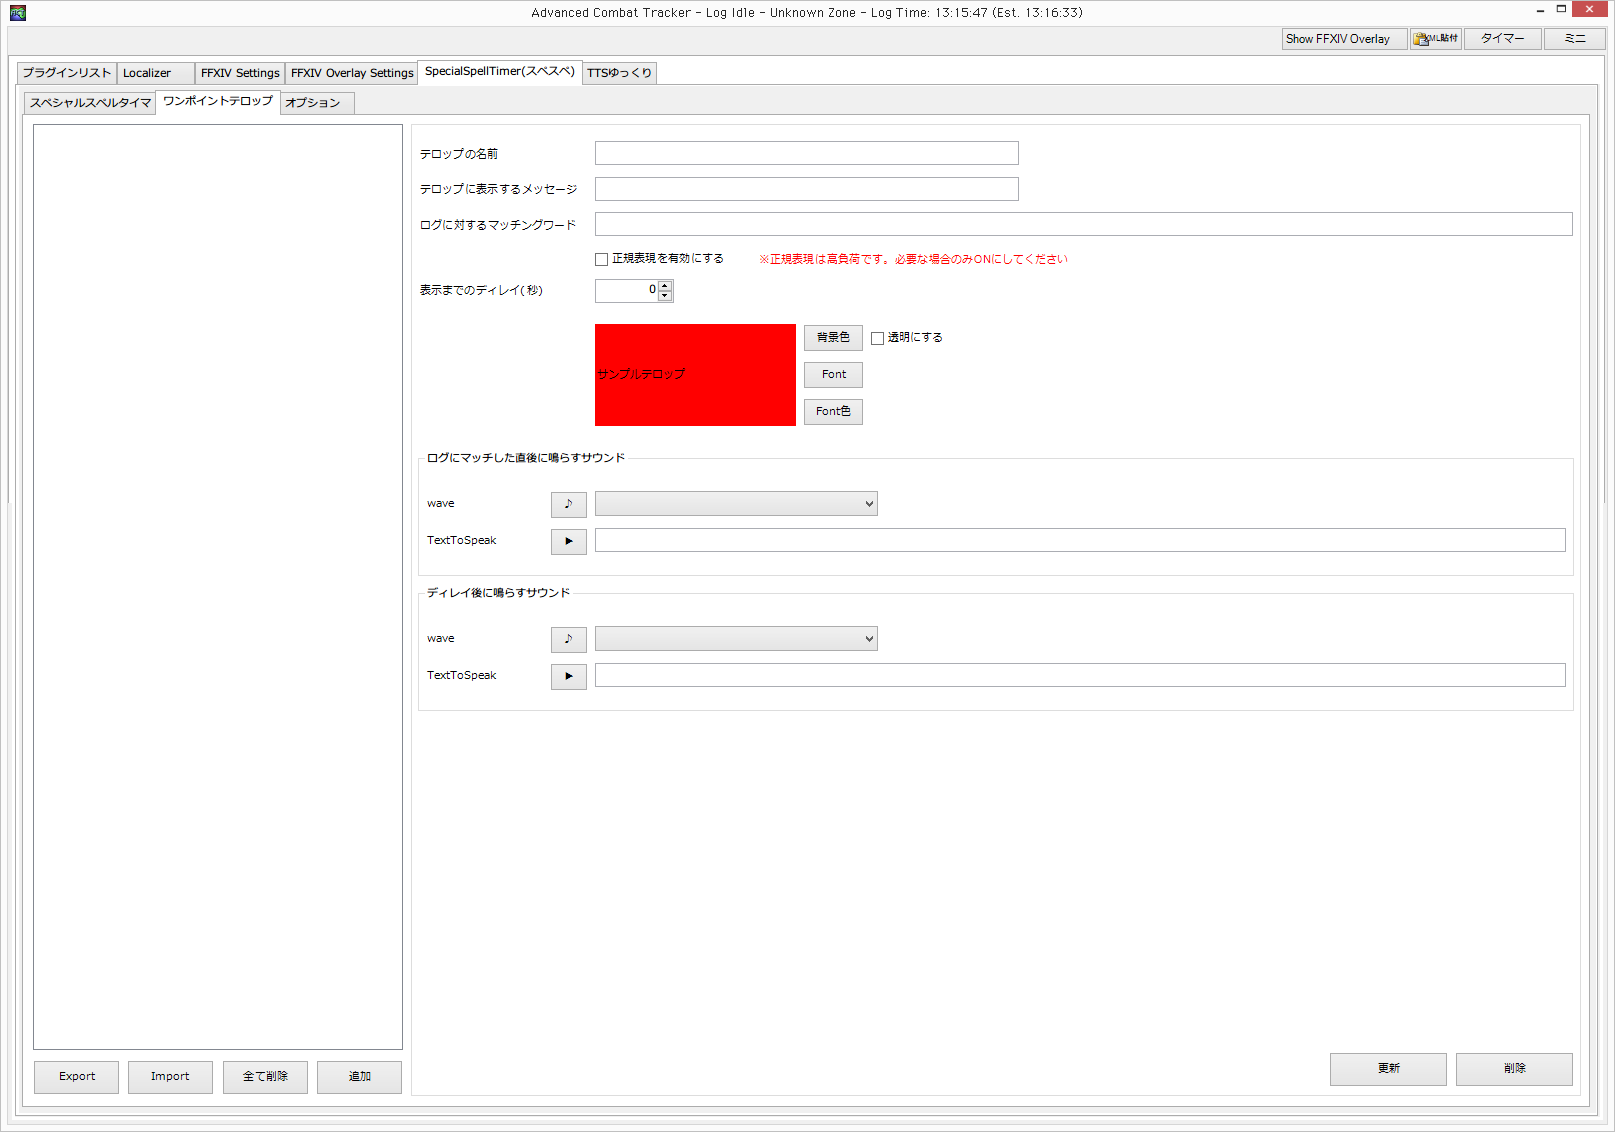 Advanced Combat Tracker - Log Idle - Unknown Zone - Log Time: 13:15:47 (Est. 13:16:33)
Show FFXIV Overlay XML貼付 タイマー ミニ
プラグインリスト Localizer FFXIV Settings FFXIV Overlay Settings SpecialSpellTimer(スペスペ) TTSゆっくり
スペシャルスペルタイマ ワンポイントテロップ オプション
テロップの名前
テロップに表示するメッセージ
ログに対するマッチングワード
正規表現を有効にする ※正規表現は高負荷です。必要な場合のみONにしてください
表示までのディレイ(秒) 0
背景色 透明にする
サンプルテロップ Font
Font色
ログにマッチした直後に鳴らすサウンド
wave ♪
TextToSpeak ▶
ディレイ後に鳴らすサウンド
wave ♪
TextToSpeak ▶
Export Import 全て削除 追加 更新 削除